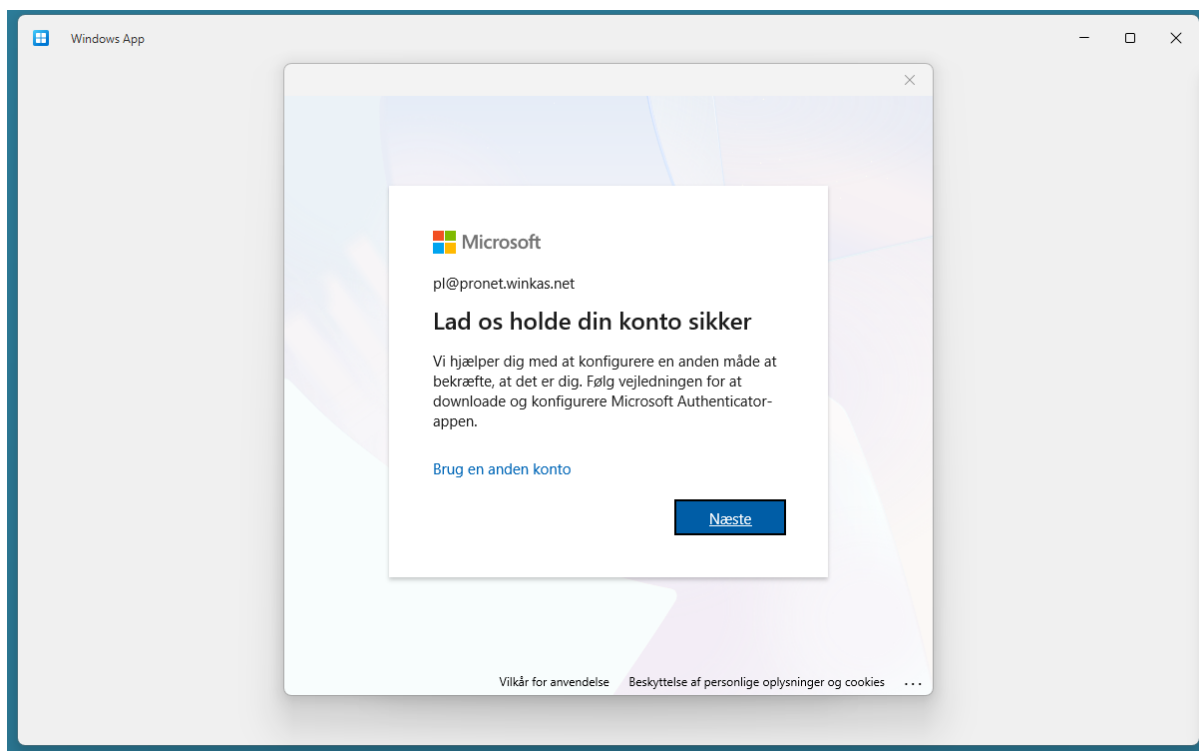 Windows App
Microsoft
pl@pronet.winkas.net
Lad os holde din konto sikker
Vi hjælper dig med at konfigurere en anden måde at
bekræfte, at det er dig. Følg vejledningen for at
downloade og konfigurere Microsoft Authenticator-
appen.
Brug en anden konto
Næste
Vilkår for anvendelse Beskyttelse af personlige oplysninger og cookies ...